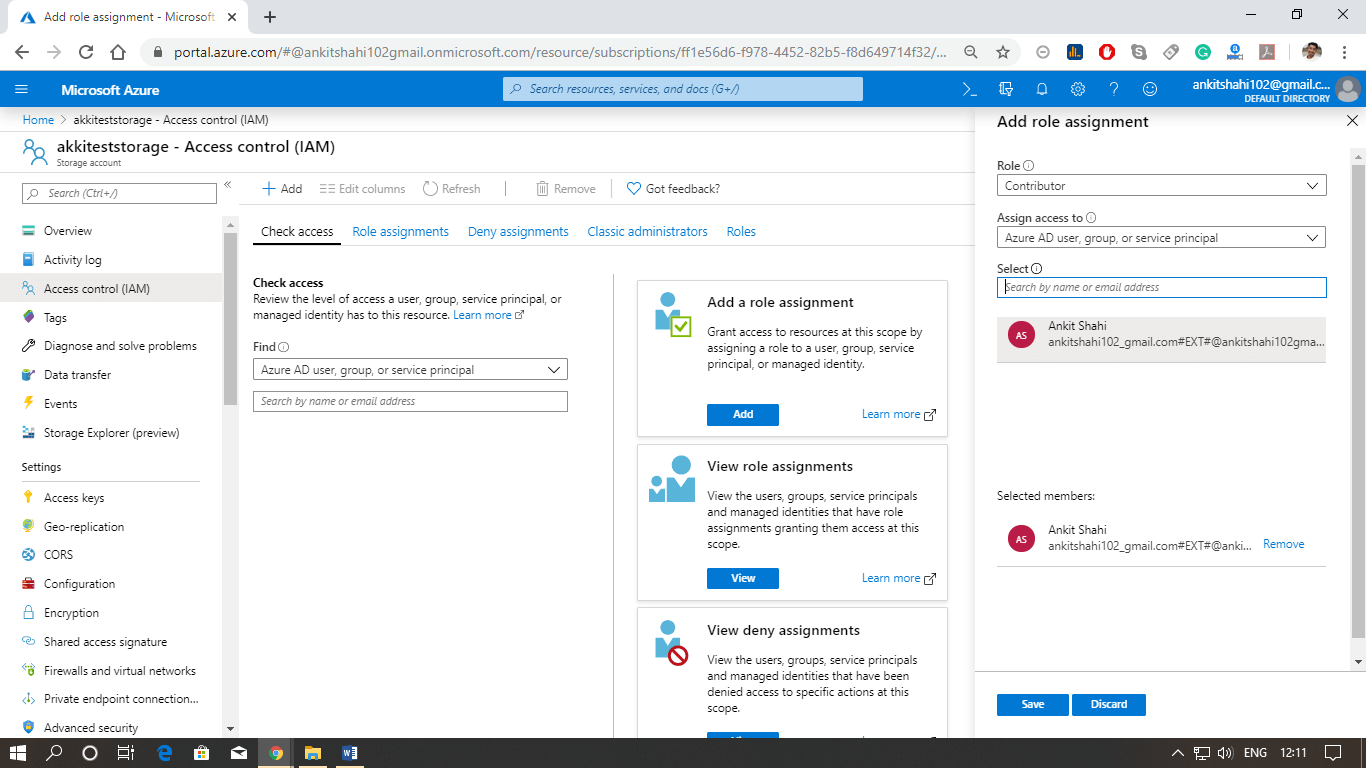 Add role assignment - Microsoft
portal.azure.com/#@ankitshahi102gmail.onmicrosoft.com/resource/subscriptions/ff1e56d6-f978-4452-82b5-f8d649714f32/...
Microsoft Azure
Search resources, services, and docs (G+/)
ankitshahi102@gmail.c...
DEFAULT DIRECTORY
Home > akkiteststorage - Access control (IAM)
akkiteststorage - Access control (IAM)
Storage account
Search (Ctrl+/)
Overview
Activity log
Access control (IAM)
Tags
Diagnose and solve problems
Data transfer
Events
Storage Explorer (preview)
Settings
Access keys
Geo-replication
CORS
Configuration
Encryption
Shared access signature
Firewalls and virtual networks
Private endpoint connection...
Advanced security
Add Edit columns Refresh Remove Got feedback?
Check access Role assignments Deny assignments Classic administrators Roles
Check access
Review the level of access a user, group, service principal, or
managed identity has to this resource. Learn more
Find
Azure AD user, group, or service principal
Search by name or email address
Add a role assignment
Grant access to resources at this scope by
assigning a role to a user, group, service
principal, or managed identity.
Add Learn more
View role assignments
View the users, groups, service principals
and managed identities that have role
assignments granting them access at this
scope.
View Learn more
View deny assignments
View the users, groups, service principals
and managed identities that have been
denied access to specific actions at this
scope.
Add role assignment
Role
Contributor
Assign access to
Azure AD user, group, or service principal
Select
Search by name or email address
AS
Ankit Shahi
ankitshahi102_gmail.com#EXT#@ankitshahi102gma...
Selected members:
AS
Ankit Shahi
ankitshahi102_gmail.com#EXT#@anki...
Remove
Save Discard
ENG 12:11